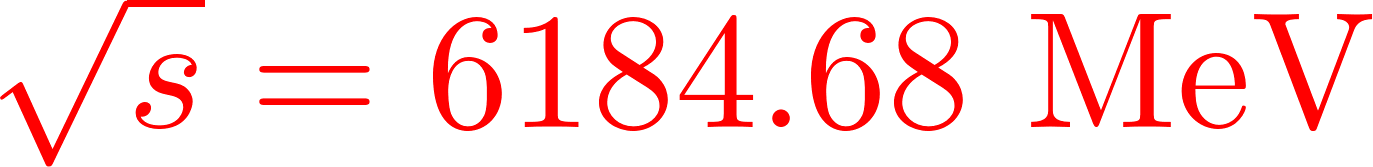 √s = 6184.68 MeV